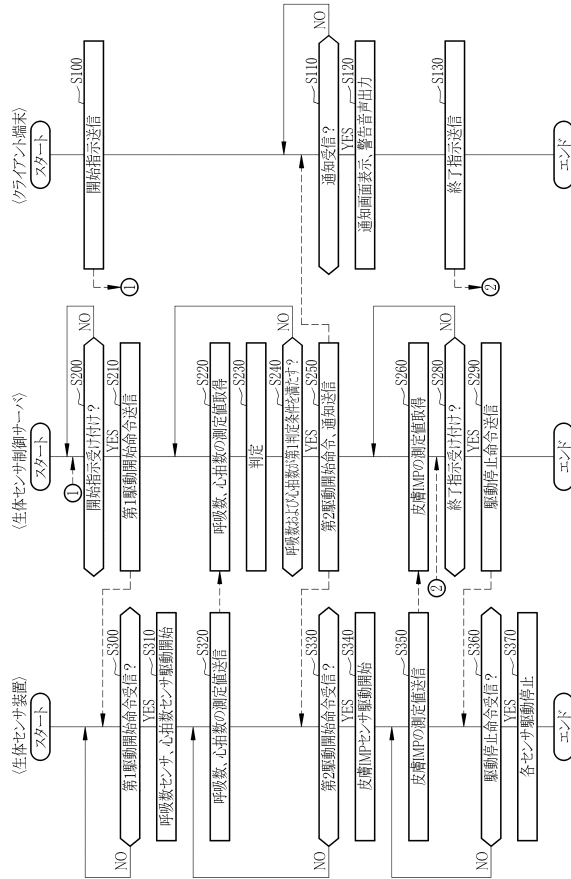 〈生体センサ装置〉
スタート
第1駆動開始命令受信？
S300
NO
YES
S310
呼吸数センサ、心拍数センサ駆動開始
S320
呼吸数、心拍数の測定値送信
S330
第2駆動開始命令受信？
NO
YES
S340
皮膚IMPセンサ駆動開始
S350
皮膚IMPの測定値送信
S360
駆動停止命令受信？
NO
YES
S370
各センサ駆動停止
エンド
〈生体センサ制御サーバ〉
スタート
1
S200
開始指示受け付け？
NO
YES
S210
第1駆動開始命令送信
S220
呼吸数、心拍数の測定値取得
S230
判定
S240
呼吸数および心拍数が第1判定条件を満たす？
NO
YES
S250
第2駆動開始命令、通知送信
S260
皮膚IMPの測定値取得
2
S280
終了指示受付け？
NO
YES
S290
駆動停止命令送信
エンド
〈クライアント端末〉
スタート
S100
開始指示送信
1
S110
通知受信？
NO
YES
S120
通知画面表示、警告音声出力
S130
終了指示送信
2
エンド